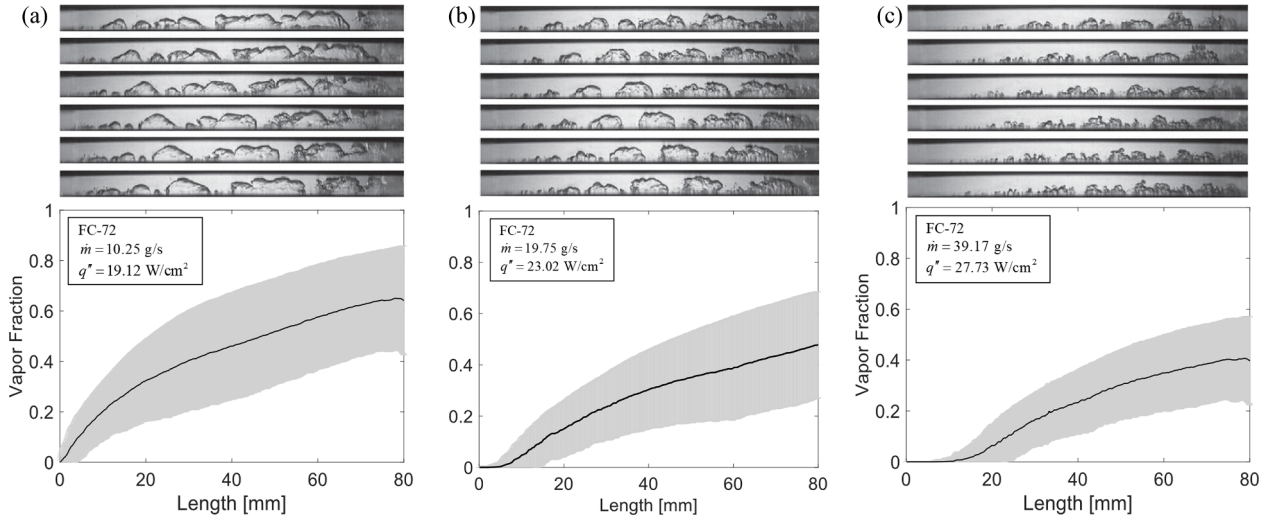 (a)
1
0.8
0.6
0.4
0.2
0
Vapor Fraction
FC-72
ṁ = 10.25 g/s
q″ = 19.12 W/cm²
0 20 40 60 80
Length [mm]
(b)
1
0.8
0.6
0.4
0.2
0
Vapor Fraction
FC-72
ṁ = 19.75 g/s
q″ = 23.02 W/cm²
0 20 40 60 80
Length [mm]
(c)
1
0.8
0.6
0.4
0.2
0
Vapor Fraction
FC-72
ṁ = 39.17 g/s
q″ = 27.73 W/cm²
0 20 40 60 80
Length [mm]